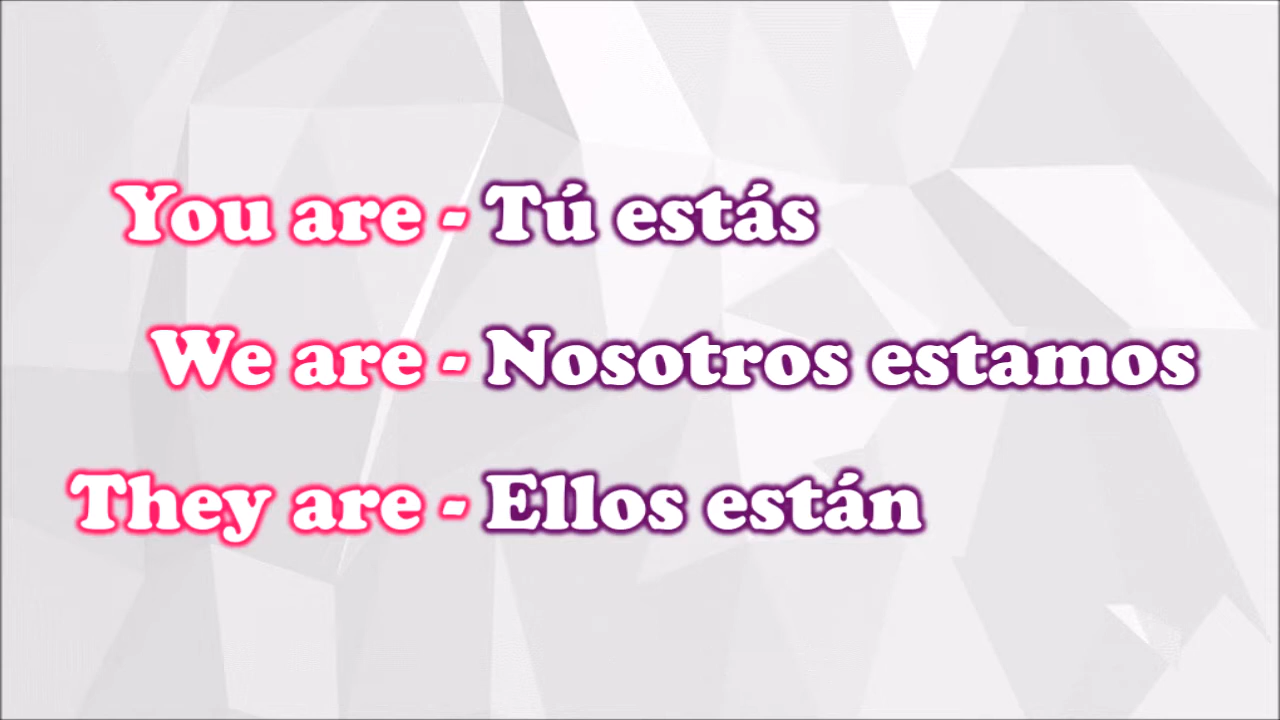 You are - Tú estás
We are - Nosotros estamos
They are - Ellos están